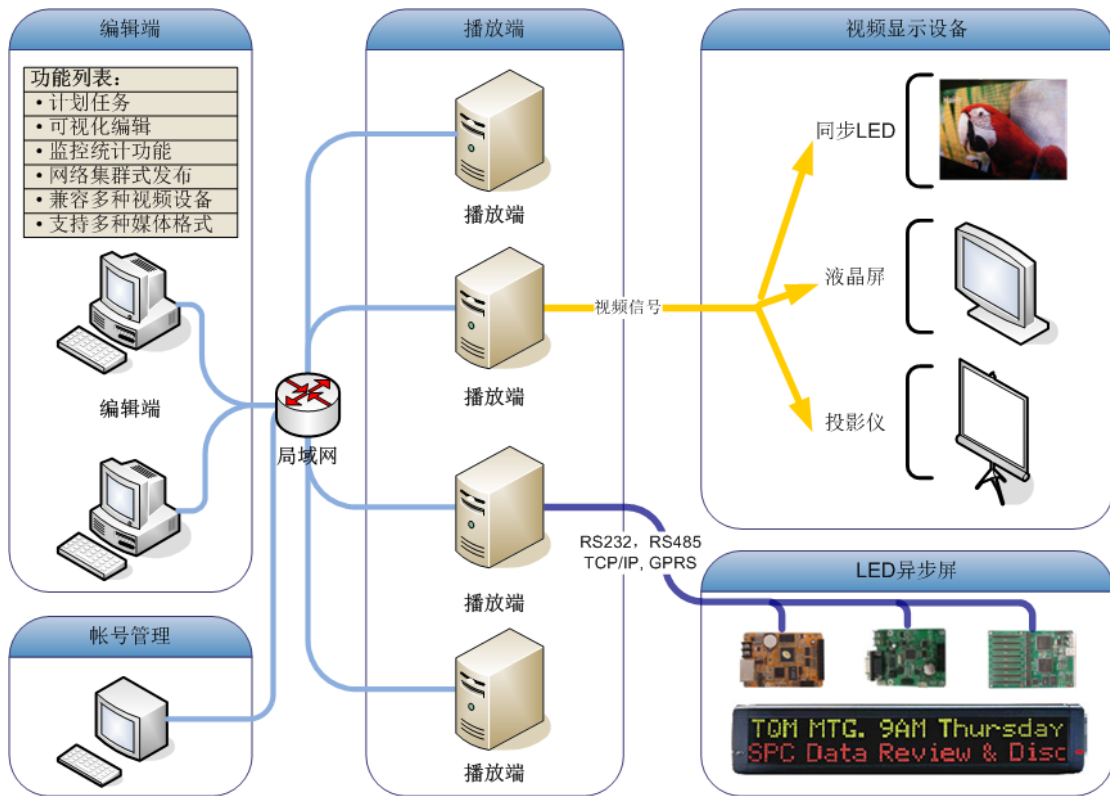 编辑端
功能列表：
• 计划任务
• 可视化编辑
• 监控统计功能
• 网络集群式发布
• 兼容多种视频设备
• 支持多种媒体格式
编辑端
帐号管理
局域网
播放端
播放端
播放端
播放端
播放端
视频信号
RS232，RS485
TCP/IP, GPRS
视频显示设备
同步LED
液晶屏
投影仪
LED异步屏
TQM MTG. 9AM Thursday
SPC Data Review & Disc